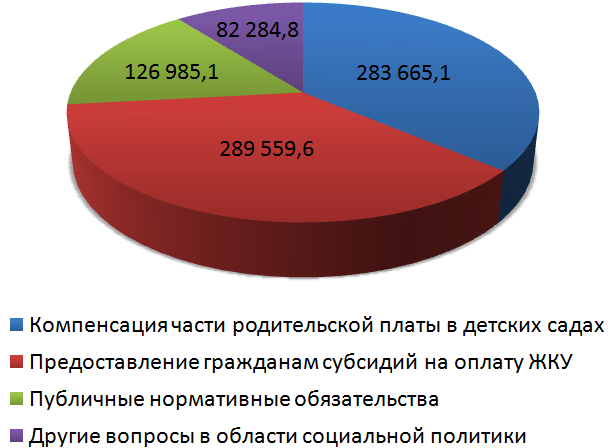 82 284,8
283 665,1
126 985,1
289 559,6
Компенсация части родительской платы в детских садах
Предоставление гражданам субсидий на оплату ЖКУ
Публичные нормативные обязательства
Другие вопросы в области социальной политики